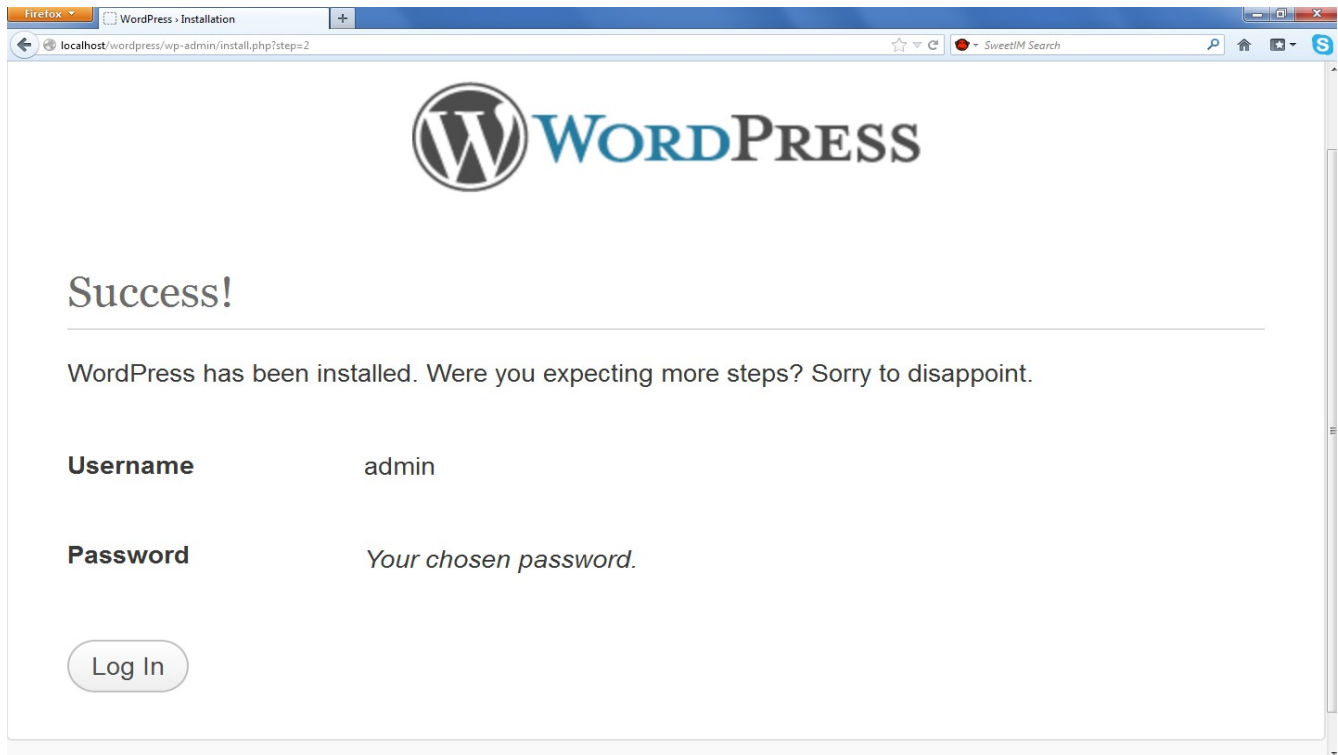 Firefox
WordPress › Installation
localhost/wordpress/wp-admin/install.php?step=2
SweetIM Search
WORDPRESS
Success!
WordPress has been installed. Were you expecting more steps? Sorry to disappoint.
Username admin
Password Your chosen password.
Log In